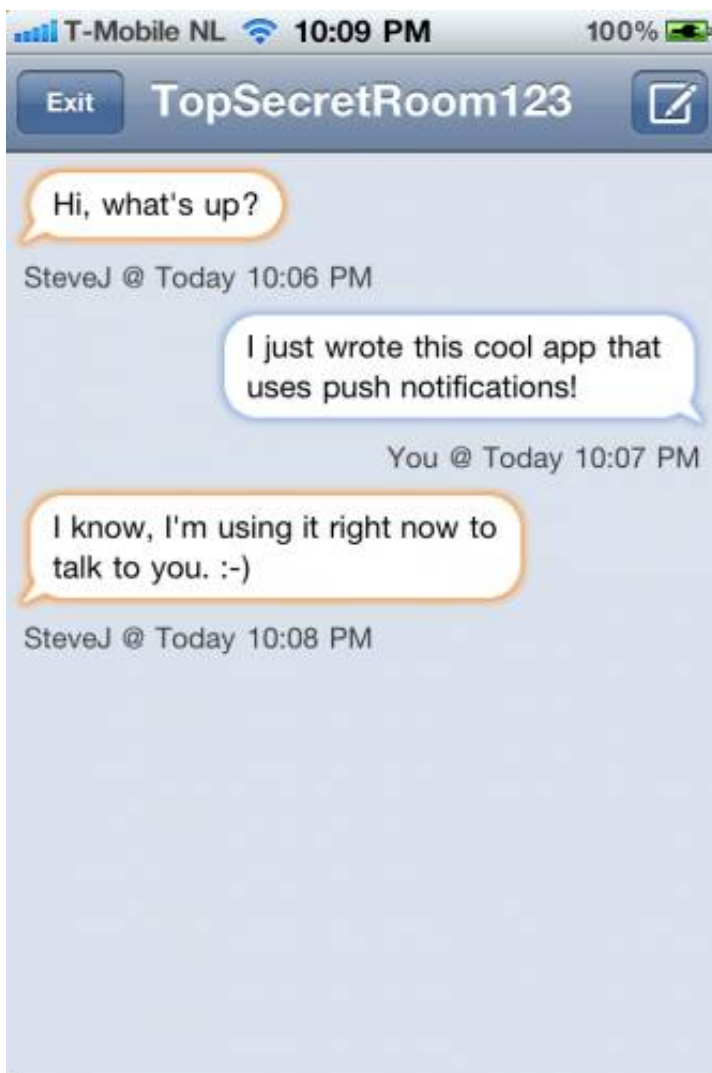 T-Mobile NL 10:09 PM 100%
Exit TopSecretRoom123
Hi, what's up?
SteveJ @ Today 10:06 PM
I just wrote this cool app that
uses push notifications!
You @ Today 10:07 PM
I know, I'm using it right now to
talk to you. :-)
SteveJ @ Today 10:08 PM